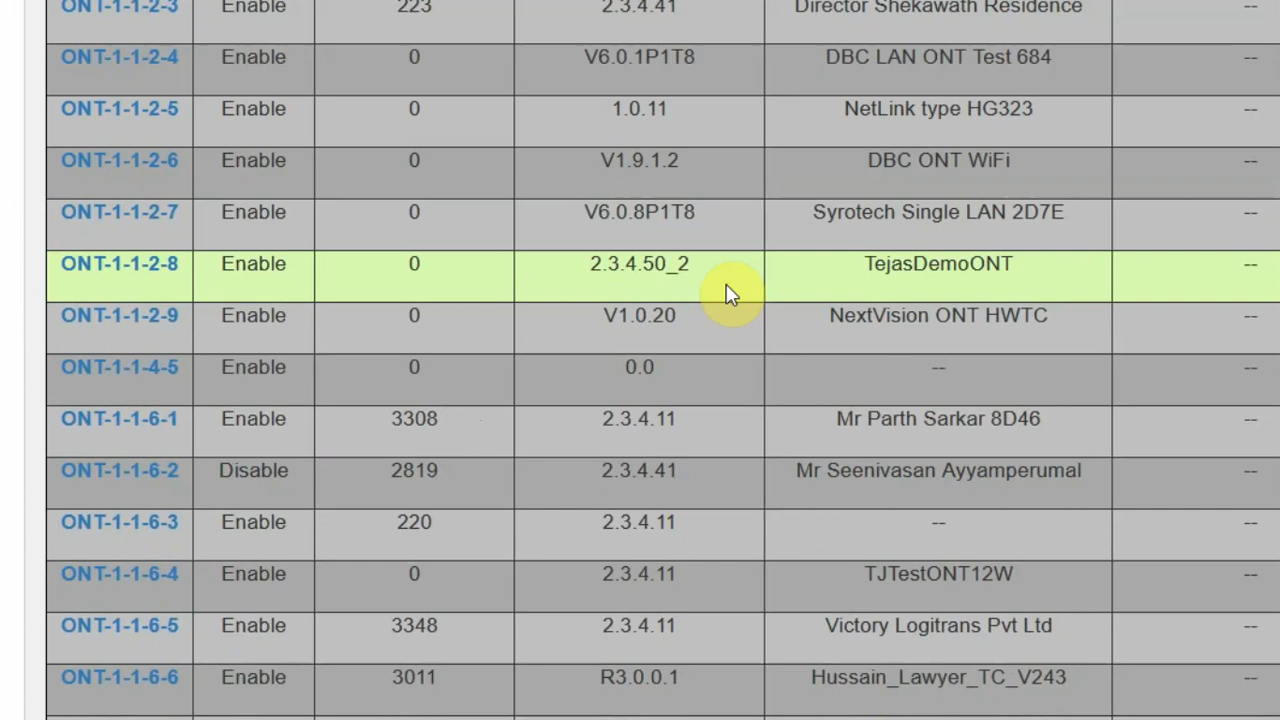 ONT-1-1-2-3 Enable 223 2.3.4.41 Director Shekawath Residence --
ONT-1-1-2-4 Enable 0 V6.0.1P1T8 DBC LAN ONT Test 684 --
ONT-1-1-2-5 Enable 0 1.0.11 NetLink type HG323 --
ONT-1-1-2-6 Enable 0 V1.9.1.2 DBC ONT WiFi --
ONT-1-1-2-7 Enable 0 V6.0.8P1T8 Syrotech Single LAN 2D7E --
ONT-1-1-2-8 Enable 0 2.3.4.50_2 TejasDemoONT --
ONT-1-1-2-9 Enable 0 V1.0.20 NextVision ONT HWTC --
ONT-1-1-4-5 Enable 0 0.0 -- --
ONT-1-1-6-1 Enable 3308 2.3.4.11 Mr Parth Sarkar 8D46 --
ONT-1-1-6-2 Disable 2819 2.3.4.41 Mr Seenivasan Ayyamperumal --
ONT-1-1-6-3 Enable 220 2.3.4.11 -- --
ONT-1-1-6-4 Enable 0 2.3.4.11 TJTestONT12W --
ONT-1-1-6-5 Enable 3348 2.3.4.11 Victory Logitrans Pvt Ltd --
ONT-1-1-6-6 Enable 3011 R3.0.0.1 Hussain_Lawyer_TC_V243 --